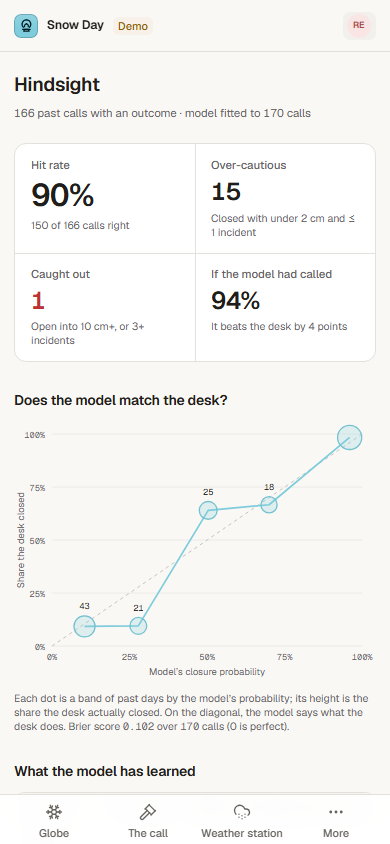 Snow Day Demo RE
Hindsight
166 past calls with an outcome · model fitted to 170 calls
Hit rate
90%
150 of 166 calls right
Over-cautious
15
Closed with under 2 cm and ≤
1 incident
Caught out
1
Open into 10 cm+, or 3+
incidents
If the model had called
94%
It beats the desk by 4 points
Does the model match the desk?
100%
75%
50%
25%
0%
Share the desk closed
43
21
25
18
0% 25% 50% 75% 100%
Model's closure probability
Each dot is a band of past days by the model's probability; its height is the
share the desk actually closed. On the diagonal, the model says what the
desk does. Brier score 0.102 over 170 calls (0 is perfect).
What the model has learned
Globe The call Weather station More